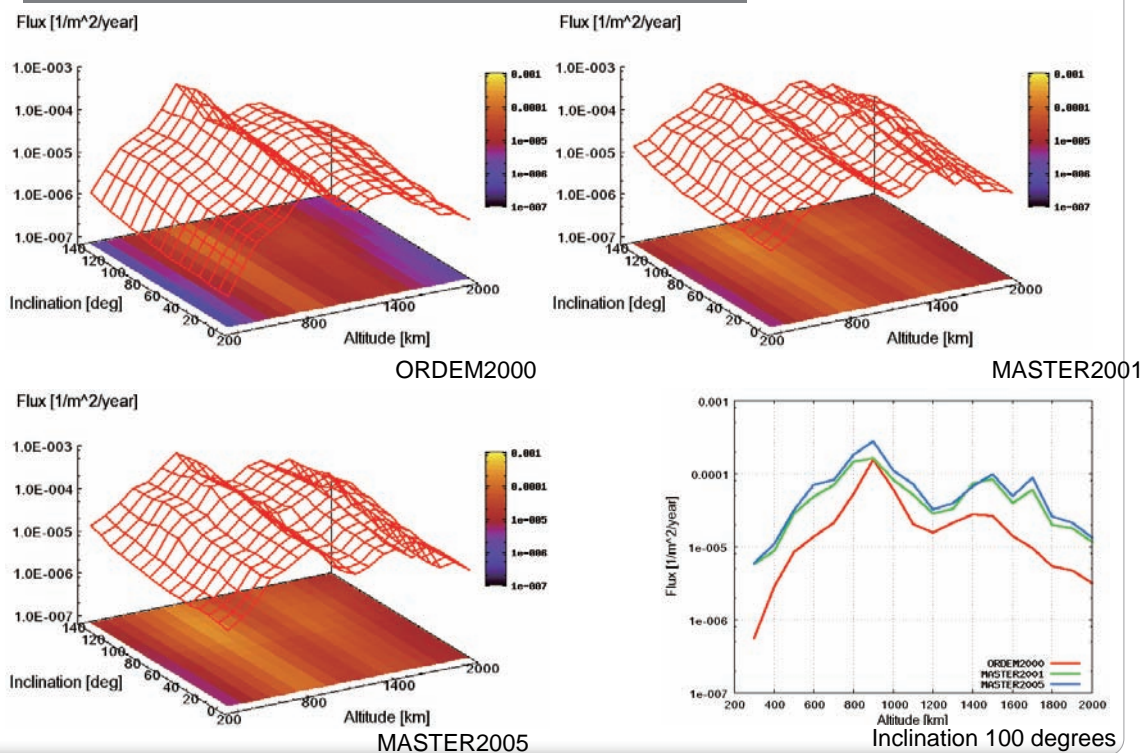 Flux [1/m^2/year]
1.0E-003
1.0E-004
1.0E-005
1.0E-006
1.0E-007
0.001
0.0001
1e-005
1e-006
1e-007
140
120
100
80
60
40
20
0
Inclination [deg]
200
800
1400
2000
Altitude [km]
ORDEM2000
Flux [1/m^2/year]
1.0E-003
1.0E-004
1.0E-005
1.0E-006
1.0E-007
0.001
0.0001
1e-005
1e-006
1e-007
140
120
100
80
60
40
20
0
Inclination [deg]
200
800
1400
2000
Altitude [km]
MASTER2001
Flux [1/m^2/year]
1.0E-003
1.0E-004
1.0E-005
1.0E-006
1.0E-007
0.001
0.0001
1e-005
1e-006
1e-007
140
120
100
80
60
40
20
0
Inclination [deg]
200
800
1400
2000
Altitude [km]
MASTER2005
0.001
0.0001
1e-005
1e-006
1e-007
Flux [1/m^2/year]
ORDEM2000
MASTER2001
MASTER2005
200 400 600 800 1000 1200 1400 1600 1800 2000
Altitude [km]
Inclination 100 degrees